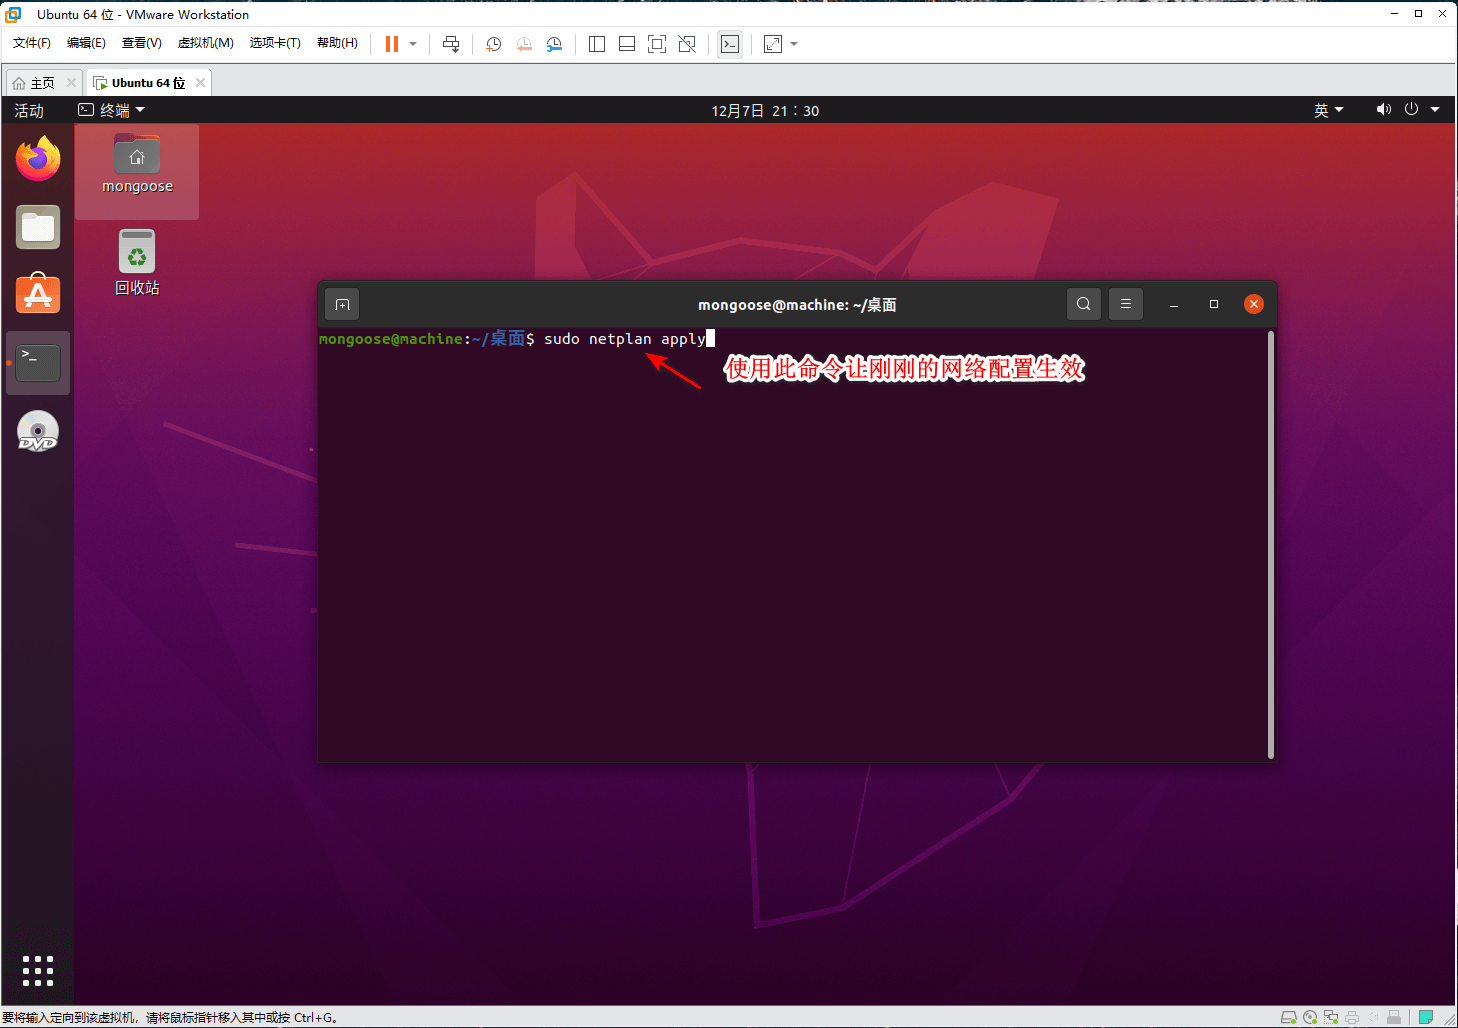 Ubuntu 64 位 - VMware Workstation
文件(F) 编辑(E) 查看(V) 虚拟机(M) 选项卡(T) 帮助(H)
主页 Ubuntu 64 位
活动 终端 12月7日 21：30 英
mongoose
回收站
mongoose@machine: ~/桌面
mongoose@machine:~/桌面$ sudo netplan apply
使用此命令让刚刚的网络配置生效
>_
DVD
要将输入定向到该虚拟机，请将鼠标指针移入其中或按 Ctrl+G。